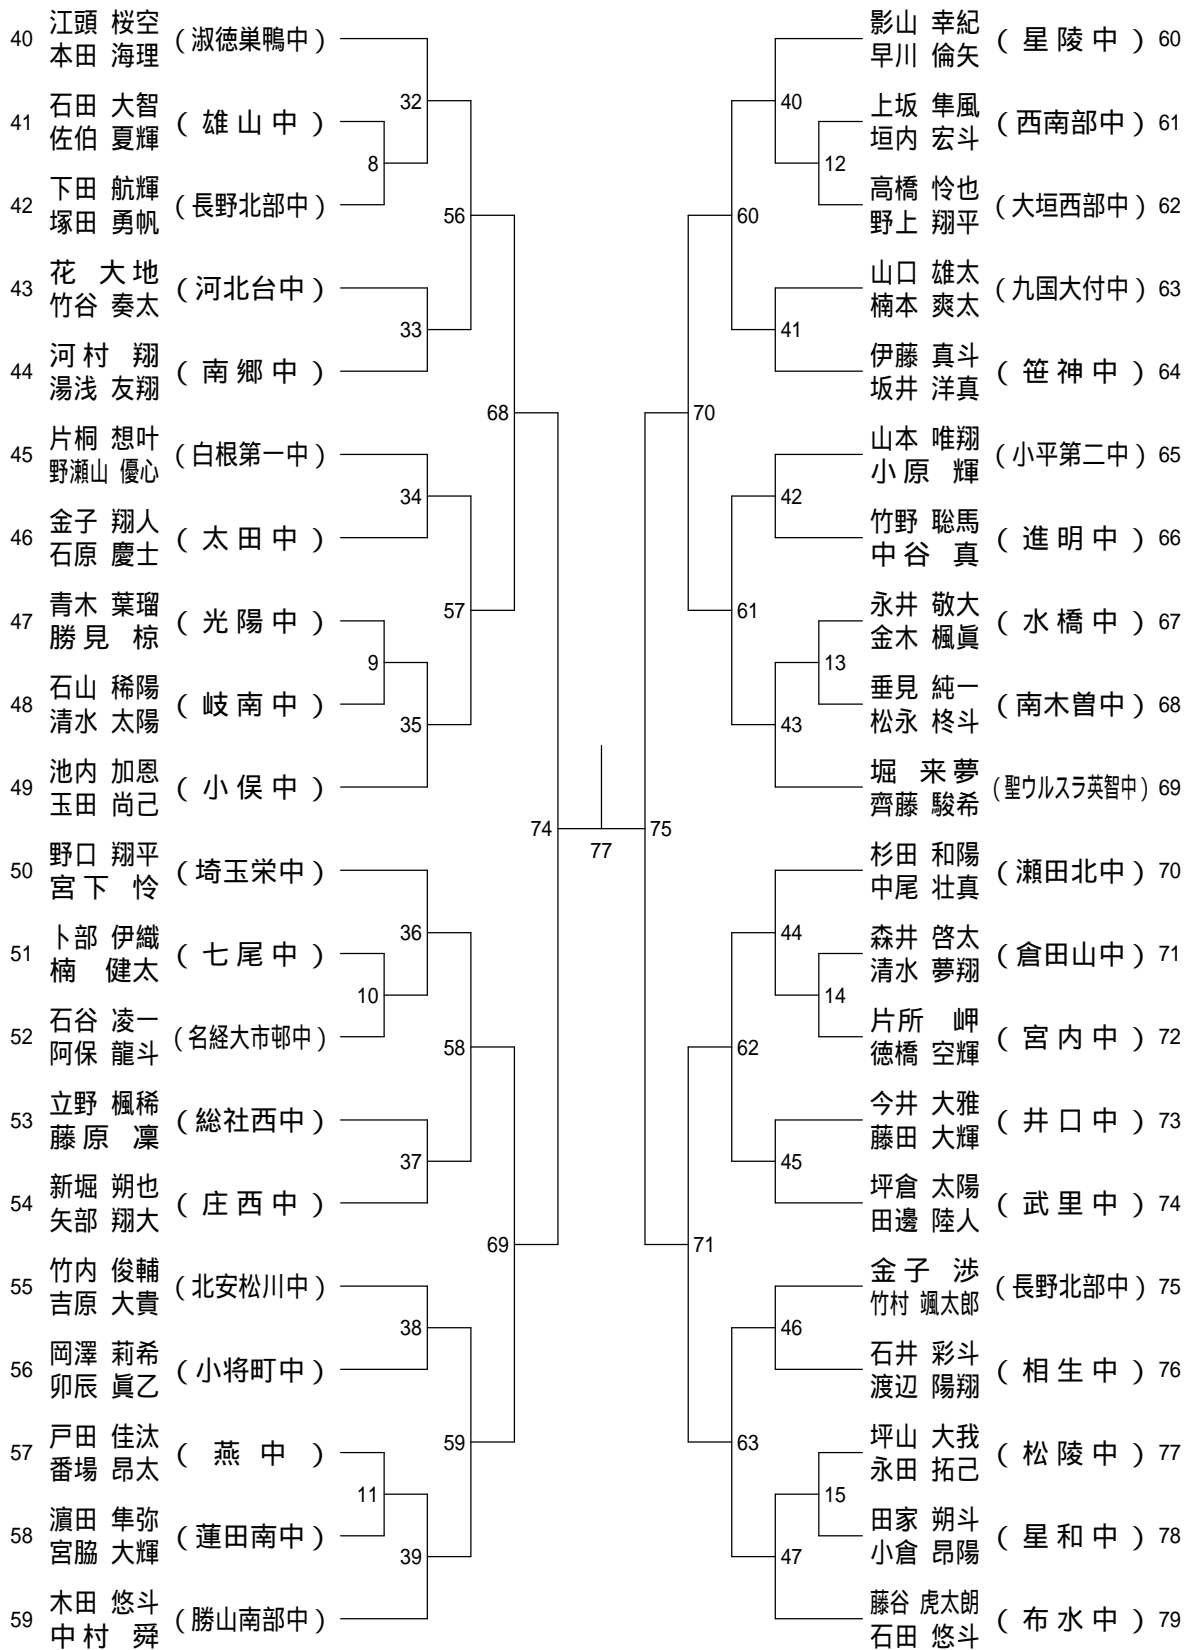 40 江頭 桜空
本田 海理 (淑徳巣鴨中)
41 石田 大智
佐伯 夏輝 (雄山中)
42 下田 航輝
塚田 勇帆 (長野北部中)
43 花 大地
竹谷 奏太 (河北台中)
44 河村 翔
湯浅 友翔 (南郷中)
45 片桐 想叶
野瀬山 優心 (白根第一中)
46 金子 翔人
石原 慶士 (太田中)
47 青木 葉瑠
勝見 椋 (光陽中)
48 石山 稀陽
清水 太陽 (岐南中)
49 池内 加恩
玉田 尚己 (小俣中)
50 野口 翔平
宮下 怜 (埼玉栄中)
51 卜部 伊織
楠 健太 (七尾中)
52 石谷 凌一
阿保 龍斗 (名経大市邨中)
53 立野 楓稀
藤原 凜 (総社西中)
54 新堀 朔也
矢部 翔大 (庄西中)
55 竹内 俊輔
吉原 大貴 (北安松川中)
56 岡澤 莉希
卯辰 眞乙 (小将町中)
57 戸田 佳汰
番場 昂太 (燕中)
58 濵田 隼弥
宮脇 大輝 (蓮田南中)
59 木田 悠斗
中村 舜 (勝山南部中)
32
8
56
33
68
34
57
9
35
74
36
10
58
37
69
38
59
11
39
77
75
40
12
60
41
70
42
61
13
43
44
14
62
45
71
46
63
15
47
影山 幸紀
早川 倫矢 (星陵中) 60
上坂 隼風
垣内 宏斗 (西南部中) 61
高橋 怜也
野上 翔平 (大垣西部中) 62
山口 雄太
楠本 爽太 (九国大付中) 63
伊藤 真斗
坂井 洋真 (笹神中) 64
山本 唯翔
小原 輝 (小平第二中) 65
竹野 聡馬
中谷 真 (進明中) 66
永井 敬大
金木 楓眞 (水橋中) 67
垂見 純一
松永 柊斗 (南木曽中) 68
堀 来夢
齊藤 駿希 (聖ウルスラ英智中) 69
杉田 和陽
中尾 壮真 (瀬田北中) 70
森井 啓太
清水 夢翔 (倉田山中) 71
片所 岬
徳橋 空輝 (宮内中) 72
今井 大雅
藤田 大輝 (井口中) 73
坪倉 太陽
田邊 陸人 (武里中) 74
金子 渉
竹村 颯太郎 (長野北部中) 75
石井 彩斗
渡辺 陽翔 (相生中) 76
坪山 大我
永田 拓己 (松陵中) 77
田家 朔斗
小倉 昂陽 (星和中) 78
藤谷 虎太朗
石田 悠斗 (布水中) 79